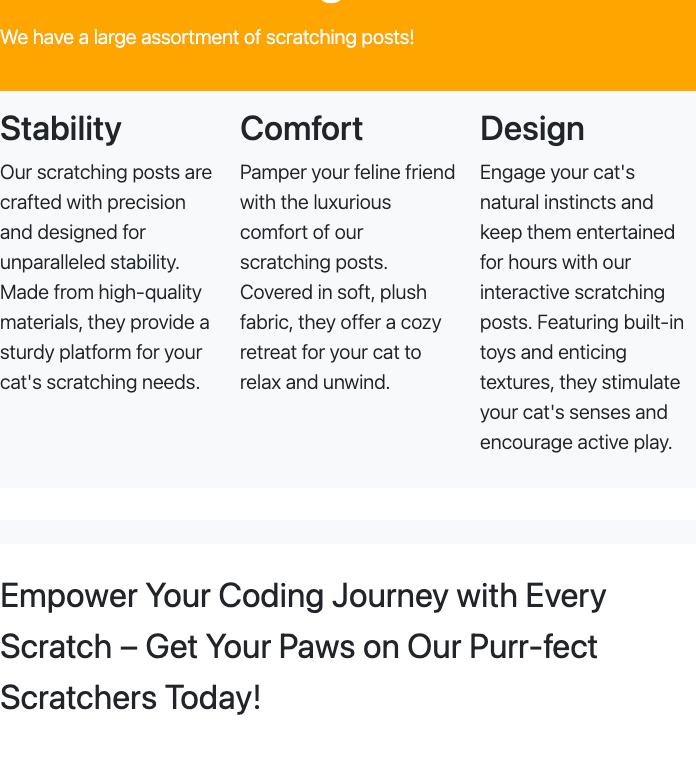 We have a large assortment of scratching posts!
Stability
Our scratching posts are
crafted with precision
and designed for
unparalleled stability.
Made from high-quality
materials, they provide a
sturdy platform for your
cat's scratching needs.
Comfort
Pamper your feline friend
with the luxurious
comfort of our
scratching posts.
Covered in soft, plush
fabric, they offer a cozy
retreat for your cat to
relax and unwind.
Design
Engage your cat's
natural instincts and
keep them entertained
for hours with our
interactive scratching
posts. Featuring built-in
toys and enticing
textures, they stimulate
your cat's senses and
encourage active play.
Empower Your Coding Journey with Every
Scratch – Get Your Paws on Our Purr-fect
Scratchers Today!